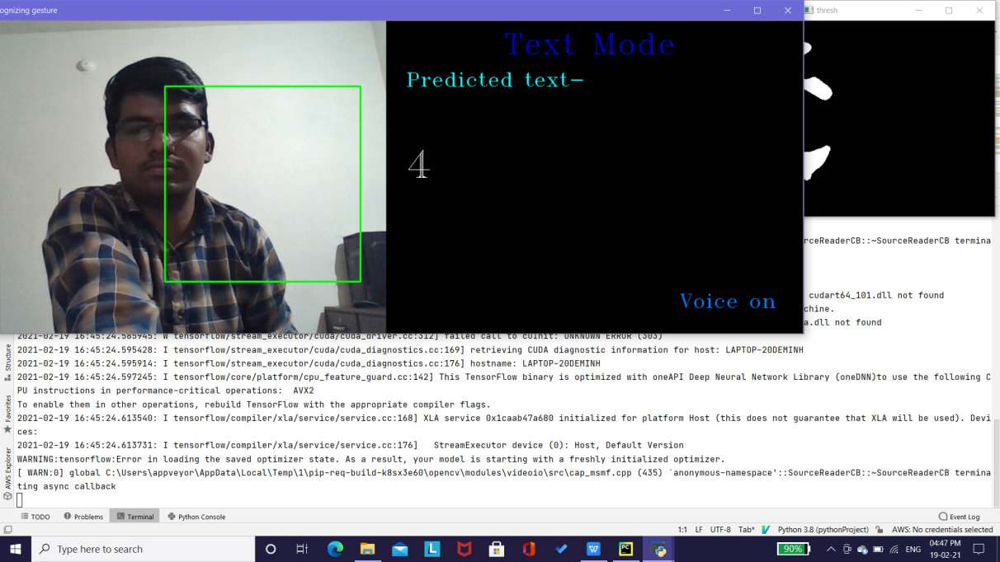 ognizing gesture
thresh
Text Mode
Predicted text-
4
Voice on
rceReaderCB::~SourceReaderCB termina
cudart64_101.dll not found
chine.
a.dll not found
2021-02-19 16:45:24.585945: W tensorflow/stream_executor/cuda/cuda_driver.cc:312] failed call to cuInit: UNKNOWN ERROR (303)
2021-02-19 16:45:24.595428: I tensorflow/stream_executor/cuda/cuda_diagnostics.cc:169] retrieving CUDA diagnostic information for host: LAPTOP-20DEMINH
2021-02-19 16:45:24.595914: I tensorflow/stream_executor/cuda/cuda_diagnostics.cc:176] hostname: LAPTOP-20DEMINH
2021-02-19 16:45:24.597245: I tensorflow/core/platform/cpu_feature_guard.cc:142] This TensorFlow binary is optimized with oneAPI Deep Neural Network Library (oneDNN)to use the following C
PU instructions in performance-critical operations:  AVX2
To enable them in other operations, rebuild TensorFlow with the appropriate compiler flags.
2021-02-19 16:45:24.613540: I tensorflow/compiler/xla/service/service.cc:168] XLA service 0x1caab47a680 initialized for platform Host (this does not guarantee that XLA will be used). Devi
ces:
2021-02-19 16:45:24.613731: I tensorflow/compiler/xla/service/service.cc:176]   StreamExecutor device (0): Host, Default Version
WARNING:tensorflow:Error in loading the saved optimizer state. As a result, your model is starting with a freshly initialized optimizer.
[ WARN:0] global C:\Users\appveyor\AppData\Local\Temp\1\pip-req-build-k8sx3e60\opencv\modules\videoio\src\cap_msmf.cpp (435) `anonymous-namespace'::SourceReaderCB::~SourceReaderCB termina
ting async callback
Structure
Favorites
AWS Explorer
TODO Problems Terminal Python Console Event Log
1:1 LF UTF-8 Tab* Python 3.8 (pythonProject) AWS: No credentials selected
Type here to search
L
W
PC
90%
ENG
04:47 PM
19-02-21